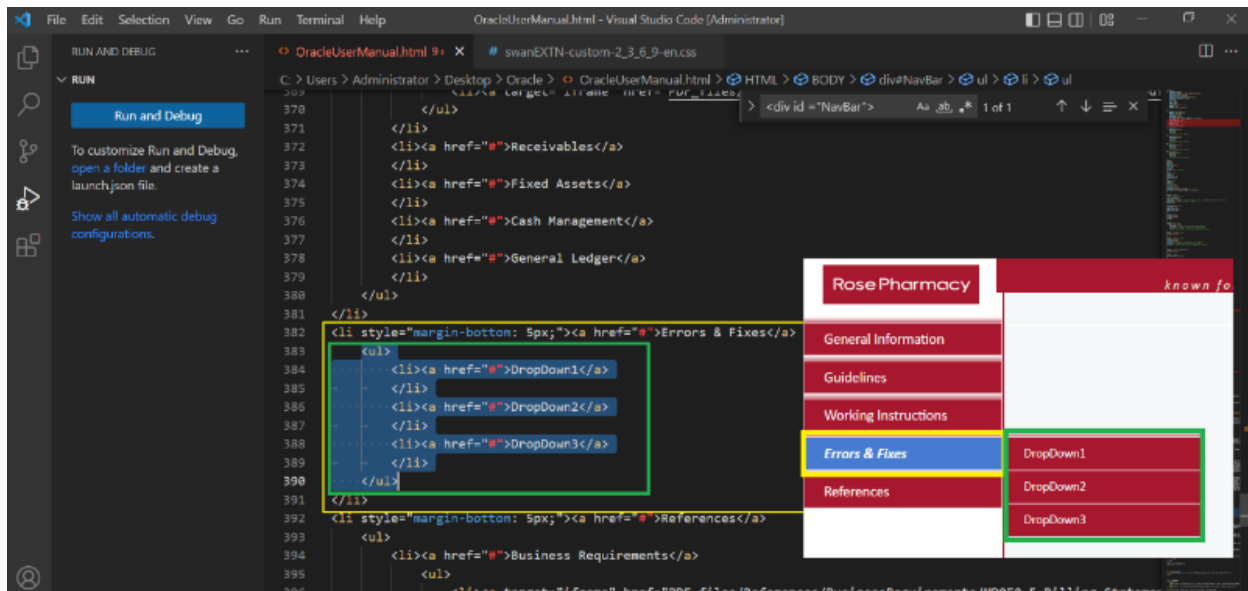 File Edit Selection View Go Run Terminal Help
OracleUserManual.html - Visual Studio Code [Administrator]
RUN AND DEBUG ...
OracleUserManual.html 9+ ×
# swanEXTN-custom-2_3_6_9-en.css
RUN
C: > Users > Administrator > Desktop > Oracle > OracleUserManual.html > HTML > BODY > div#NavBar > ul > li > ul
<div id ="NavBar"> Aa ab 1 of 1
Run and Debug
To customize Run and Debug,
open a folder and create a
launch.json file.
Show all automatic debug
configurations.
370 </ul>
371 </li>
372 <li><a href="#">Receivables</a>
373 </li>
374 <li><a href="#">Fixed Assets</a>
375 </li>
376 <li><a href="#">Cash Management</a>
377 </li>
378 <li><a href="#">General Ledger</a>
379 </li>
380 </ul>
381 </li>
382 <li style="margin-bottom: 5px;"><a href="#">Errors & Fixes</a>
383 <ul>
384 <li><a href="#">DropDown1</a>
385 </li>
386 <li><a href="#">DropDown2</a>
387 </li>
388 <li><a href="#">DropDown3</a>
389 </li>
390 </ul>
391 </li>
392 <li style="margin-bottom: 5px;"><a href="#">References</a>
393 <ul>
394 <li><a href="#">Business Requirements</a>
395 <ul>
Rose Pharmacy
known fo
General Information
Guidelines
Working Instructions
Errors & Fixes
References
DropDown1
DropDown2
DropDown3